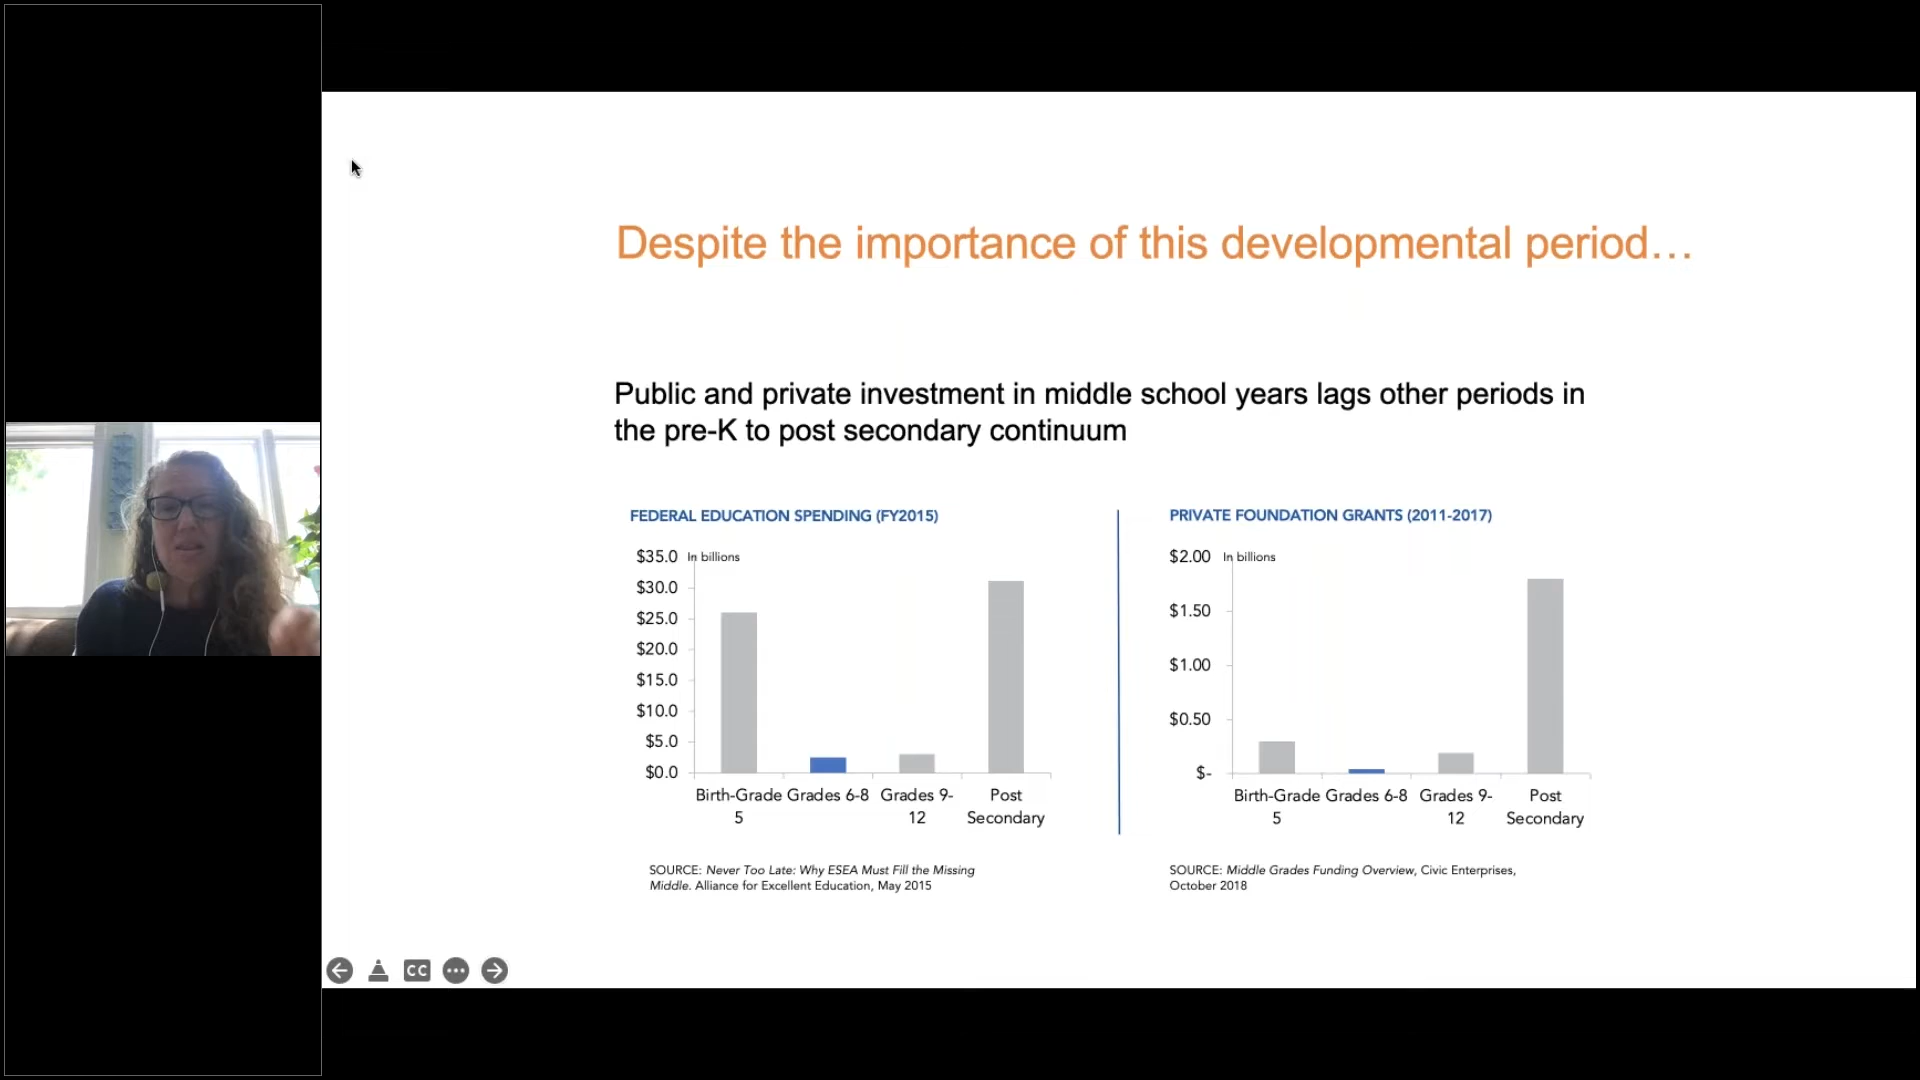 Despite the importance of this developmental period…
Public and private investment in middle school years lags other periods in
the pre-K to post secondary continuum
FEDERAL EDUCATION SPENDING (FY2015)
$35.0 In billions
$30.0
$25.0
$20.0
$15.0
$10.0
$5.0
$0.0
Birth-Grade Grades 6-8 Grades 9- Post
5 12 Secondary
SOURCE: Never Too Late: Why ESEA Must Fill the Missing
Middle. Alliance for Excellent Education, May 2015
PRIVATE FOUNDATION GRANTS (2011-2017)
$2.00 In billions
$1.50
$1.00
$0.50
$-
Birth-Grade Grades 6-8 Grades 9- Post
5 12 Secondary
SOURCE: Middle Grades Funding Overview, Civic Enterprises,
October 2018
CC